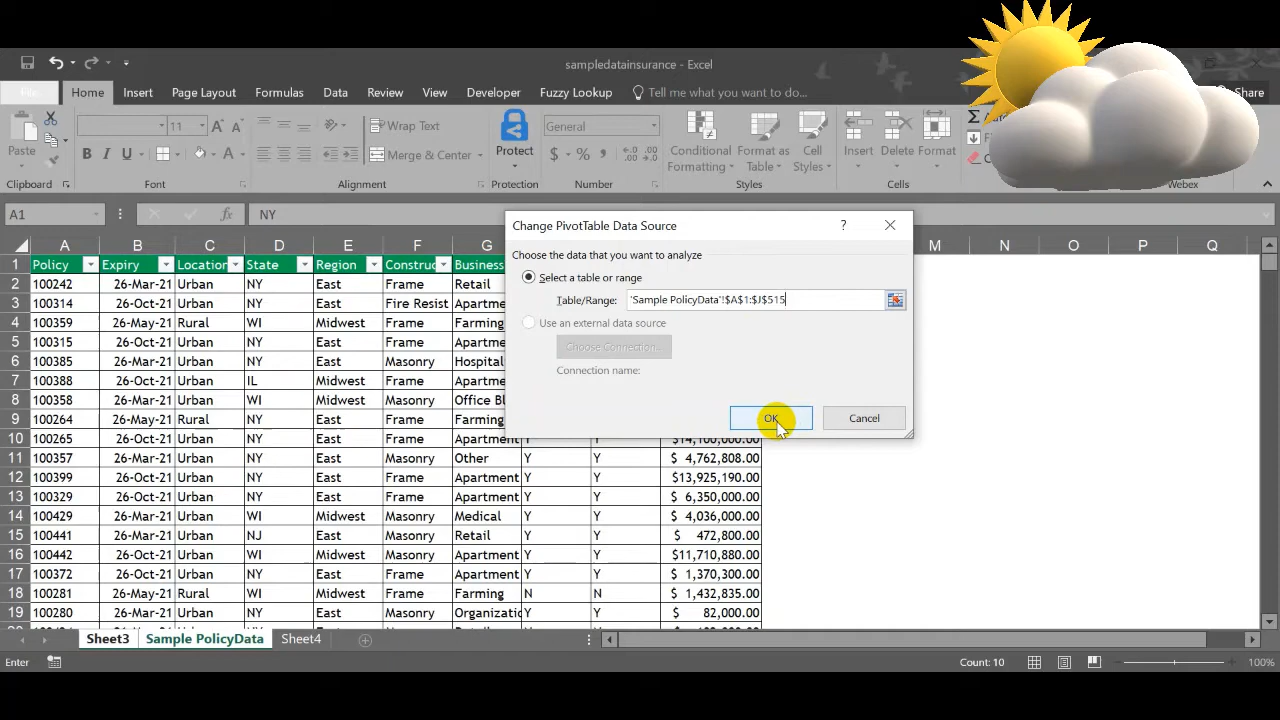 sampledatainsurance - Excel
File Home Insert Page Layout Formulas Data Review View Developer Fuzzy Lookup Tell me what you want to do... Share
Paste 11 Wrap Text General Conditional Formatting Format as Table Cell Styles Insert Delete Format
Merge & Center Protect
Clipboard Font Alignment Protection Number Styles Cells Webex
A1 NY
A B C D E F G M N O P Q
1 Policy Expiry Location State Region Construc Business
2 100242 26-Mar-21 Urban NY East Frame Retail
3 100314 26-Mar-21 Urban NY East Fire Resist Apartme
4 100359 26-May-21 Rural WI Midwest Frame Farming
5 100315 26-Oct-21 Urban NY East Frame Apartme
6 100385 26-Mar-21 Urban NY East Masonry Hospital
7 100388 26-Oct-21 Urban IL Midwest Frame Apartme
8 100358 26-Mar-21 Urban WI Midwest Masonry Office Bl
9 100264 26-May-21 Rural NY East Frame Farming
10 100265 26-Oct-21 Urban NY East Frame Apartment $14,100,000.00
11 100357 26-Oct-21 Urban NY East Masonry Other Y Y $ 4,762,808.00
12 100399 26-Oct-21 Urban NY East Frame Apartment Y Y $13,925,190.00
13 100329 26-Oct-21 Urban NY East Frame Apartment Y Y $ 6,350,000.00
14 100429 26-Mar-21 Urban WI Midwest Masonry Medical Y Y $ 4,036,000.00
15 100441 26-Mar-21 Urban NJ East Masonry Retail Y Y $ 472,800.00
16 100442 26-Oct-21 Urban WI Midwest Masonry Apartment Y Y $11,710,880.00
17 100372 26-Oct-21 Urban NY East Frame Apartment Y Y $ 1,370,300.00
18 100281 26-May-21 Rural WI Midwest Frame Farming N N $ 1,432,835.00
19 100280 26-Mar-21 Urban NY East Masonry Organizatio Y Y $ 82,000.00
Change PivotTable Data Source ?
Choose the data that you want to analyze
Select a table or range
Table/Range: 'Sample PolicyData'!$A$1:$J$515
Use an external data source
Choose Connection...
Connection name:
OK Cancel
Sheet3 Sample PolicyData Sheet4
Enter Count: 10 100%